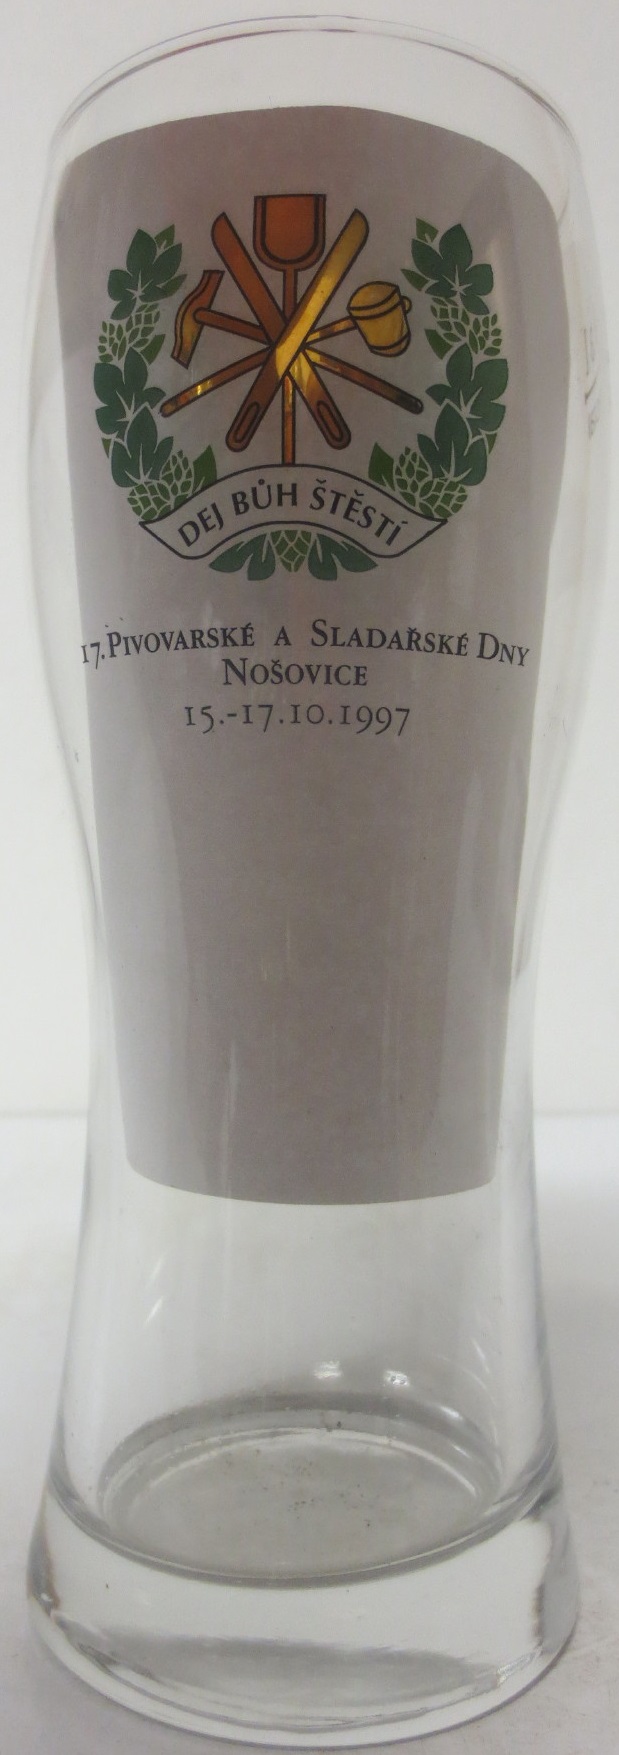 DEJ BŮH ŠTĚSTÍ
17. PIVOVARSKÉ A SLADAŘSKÉ DNY
NOŠOVICE
15.-17.10.1997